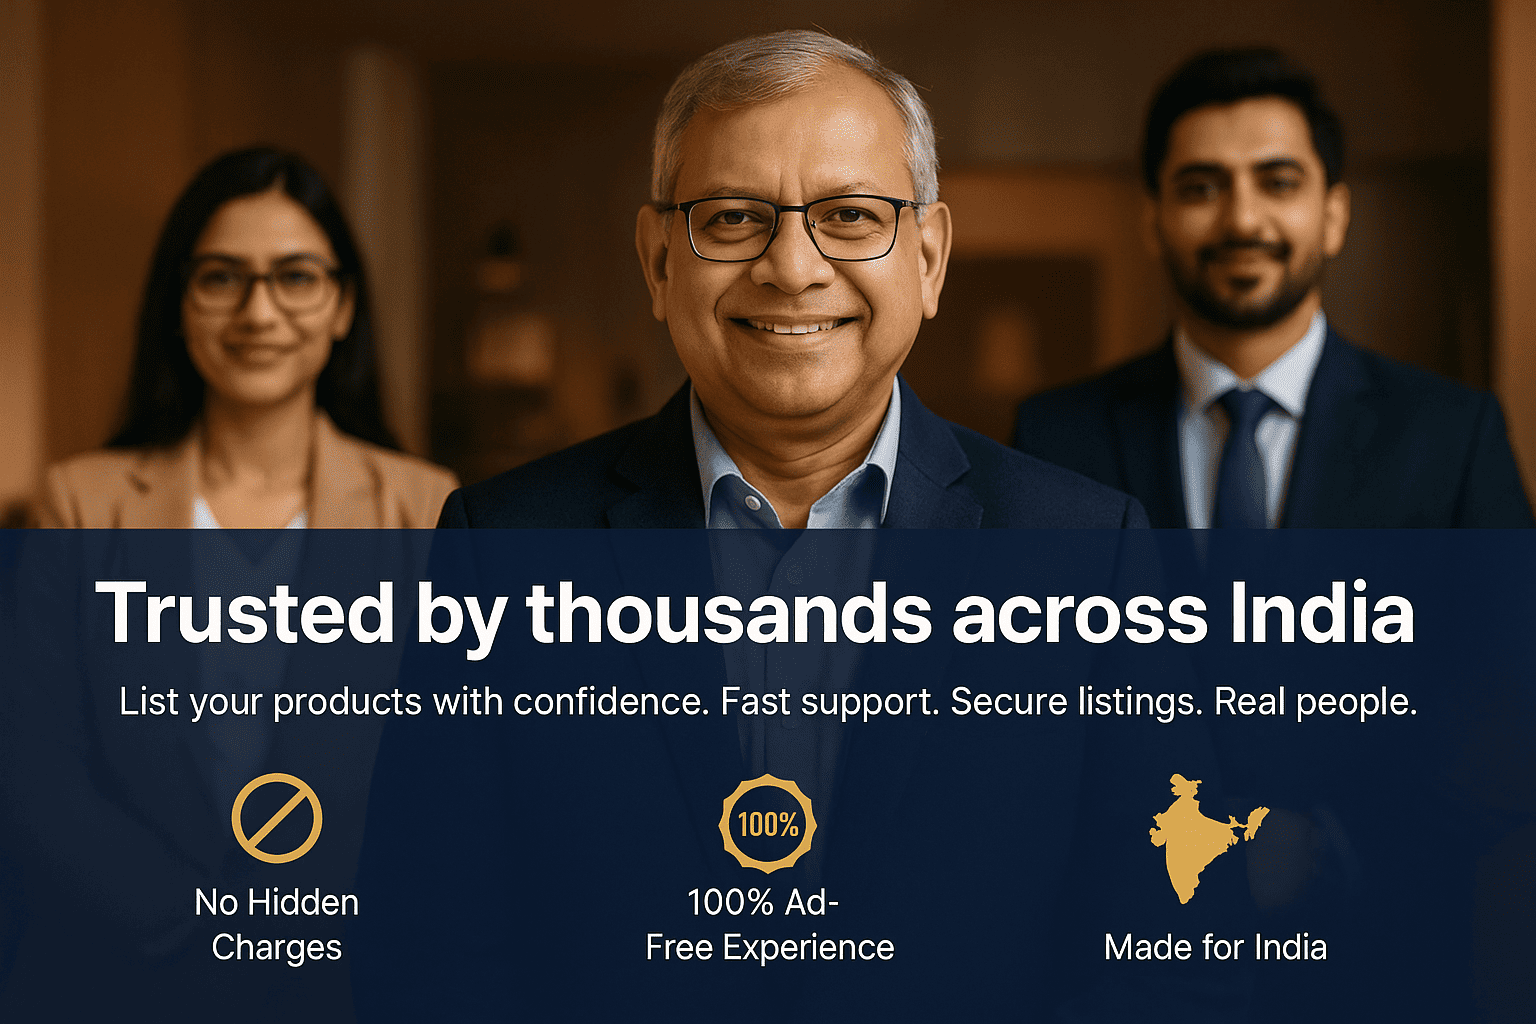 Trusted by thousands across India
List your products with confidence. Fast support. Secure listings. Real people.
100%
No Hidden
Charges
100% Ad-
Free Experience
Made for India